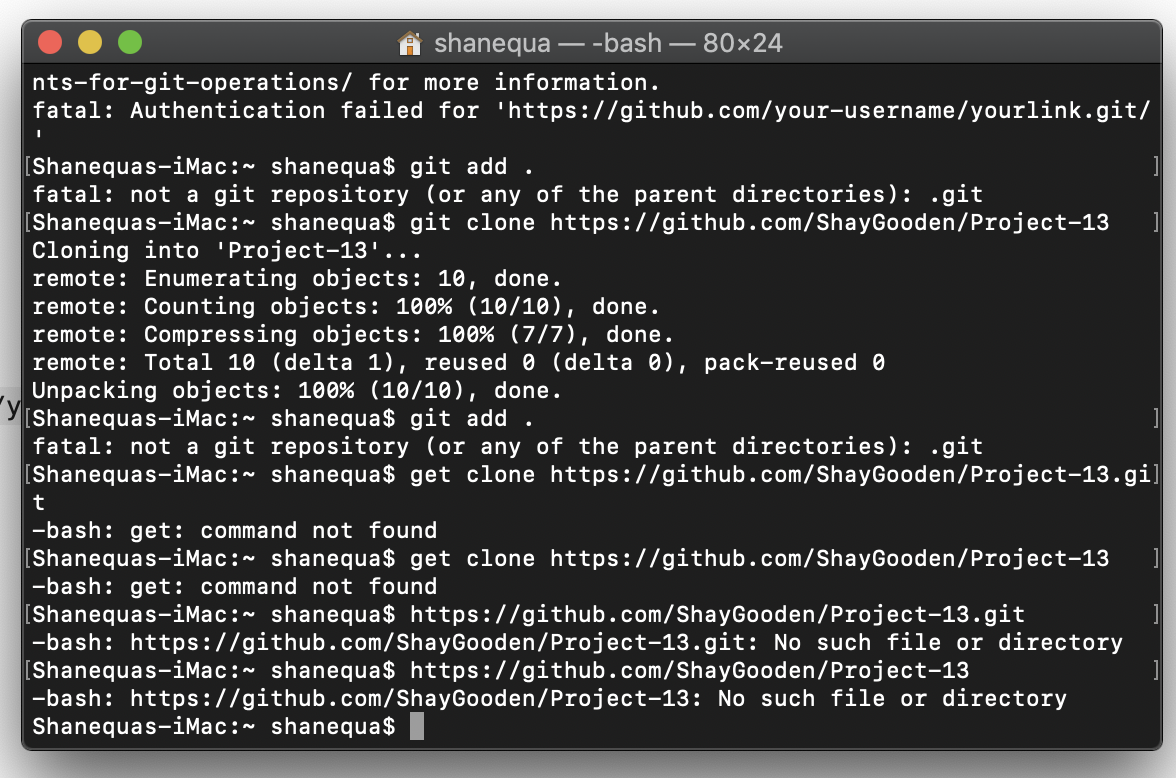 shanequa — -bash — 80×24
nts-for-git-operations/ for more information.
fatal: Authentication failed for 'https://github.com/your-username/yourlink.git/
'
[Shanequas-iMac:~ shanequa$ git add . ]
fatal: not a git repository (or any of the parent directories): .git
[Shanequas-iMac:~ shanequa$ git clone https://github.com/ShayGooden/Project-13 ]
Cloning into 'Project-13'...
remote: Enumerating objects: 10, done.
remote: Counting objects: 100% (10/10), done.
remote: Compressing objects: 100% (7/7), done.
remote: Total 10 (delta 1), reused 0 (delta 0), pack-reused 0
Unpacking objects: 100% (10/10), done.
/y
[Shanequas-iMac:~ shanequa$ git add . ]
fatal: not a git repository (or any of the parent directories): .git
[Shanequas-iMac:~ shanequa$ get clone https://github.com/ShayGooden/Project-13.gi]
t
-bash: get: command not found
[Shanequas-iMac:~ shanequa$ get clone https://github.com/ShayGooden/Project-13 ]
-bash: get: command not found
[Shanequas-iMac:~ shanequa$ https://github.com/ShayGooden/Project-13.git ]
-bash: https://github.com/ShayGooden/Project-13.git: No such file or directory
[Shanequas-iMac:~ shanequa$ https://github.com/ShayGooden/Project-13 ]
-bash: https://github.com/ShayGooden/Project-13: No such file or directory
Shanequas-iMac:~ shanequa$